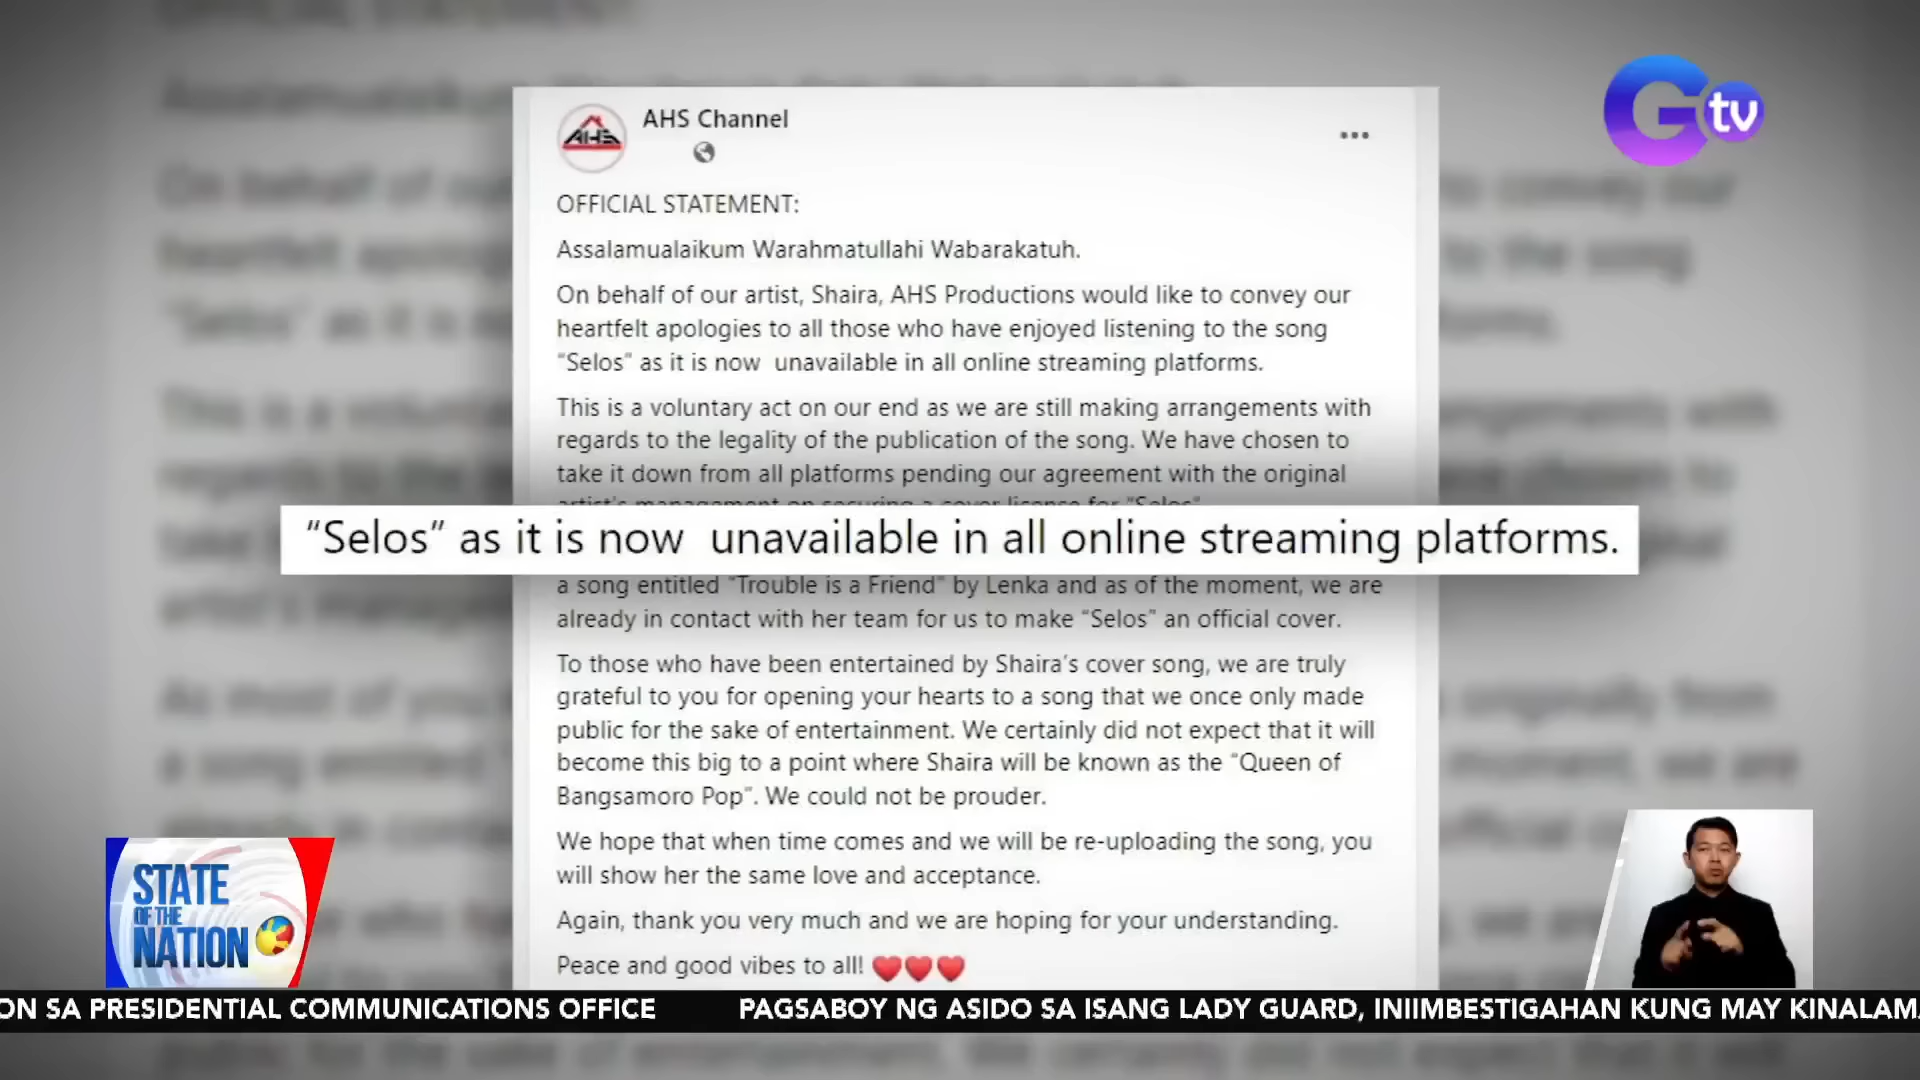 G tv
AHS Channel
AHS
OFFICIAL STATEMENT:
Assalamualaikum Warahmatullahi Wabarakatuh.
On behalf of our artist, Shaira, AHS Productions would like to convey our
heartfelt apologies to all those who have enjoyed listening to the song
“Selos” as it is now  unavailable in all online streaming platforms.
This is a voluntary act on our end as we are still making arrangements with
regards to the legality of the publication of the song. We have chosen to
take it down from all platforms pending our agreement with the original
artist’s management on securing a cover license for “Selos”.
“Selos” as it is now  unavailable in all online streaming platforms.
a song entitled “Trouble is a Friend” by Lenka and as of the moment, we are
already in contact with her team for us to make “Selos” an official cover.
To those who have been entertained by Shaira’s cover song, we are truly
grateful to you for opening your hearts to a song that we once only made
public for the sake of entertainment. We certainly did not expect that it will
become this big to a point where Shaira will be known as the “Queen of
Bangsamoro Pop”. We could not be prouder.
We hope that when time comes and we will be re-uploading the song, you
will show her the same love and acceptance.
Again, thank you very much and we are hoping for your understanding.
Peace and good vibes to all! ❤❤❤
STATE
OF THE
NATION
ON SA PRESIDENTIAL COMMUNICATIONS OFFICE PAGSABOY NG ASIDO SA ISANG LADY GUARD, INIIMBESTIGAHAN KUNG MAY KINALAMA